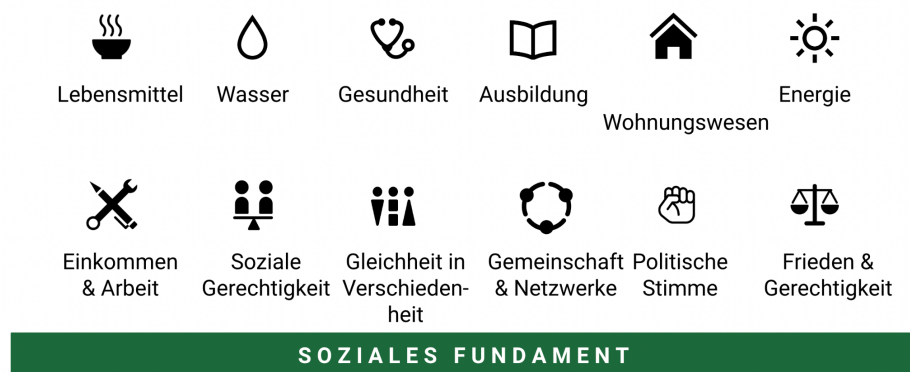 Lebensmittel
Wasser
Gesundheit
Ausbildung
Wohnungswesen
Energie
Einkommen
& Arbeit
Soziale
Gerechtigkeit
Gleichheit in
Verschieden-
heit
Gemeinschaft
& Netzwerke
Politische
Stimme
Frieden &
Gerechtigkeit
SOZIALES FUNDAMENT